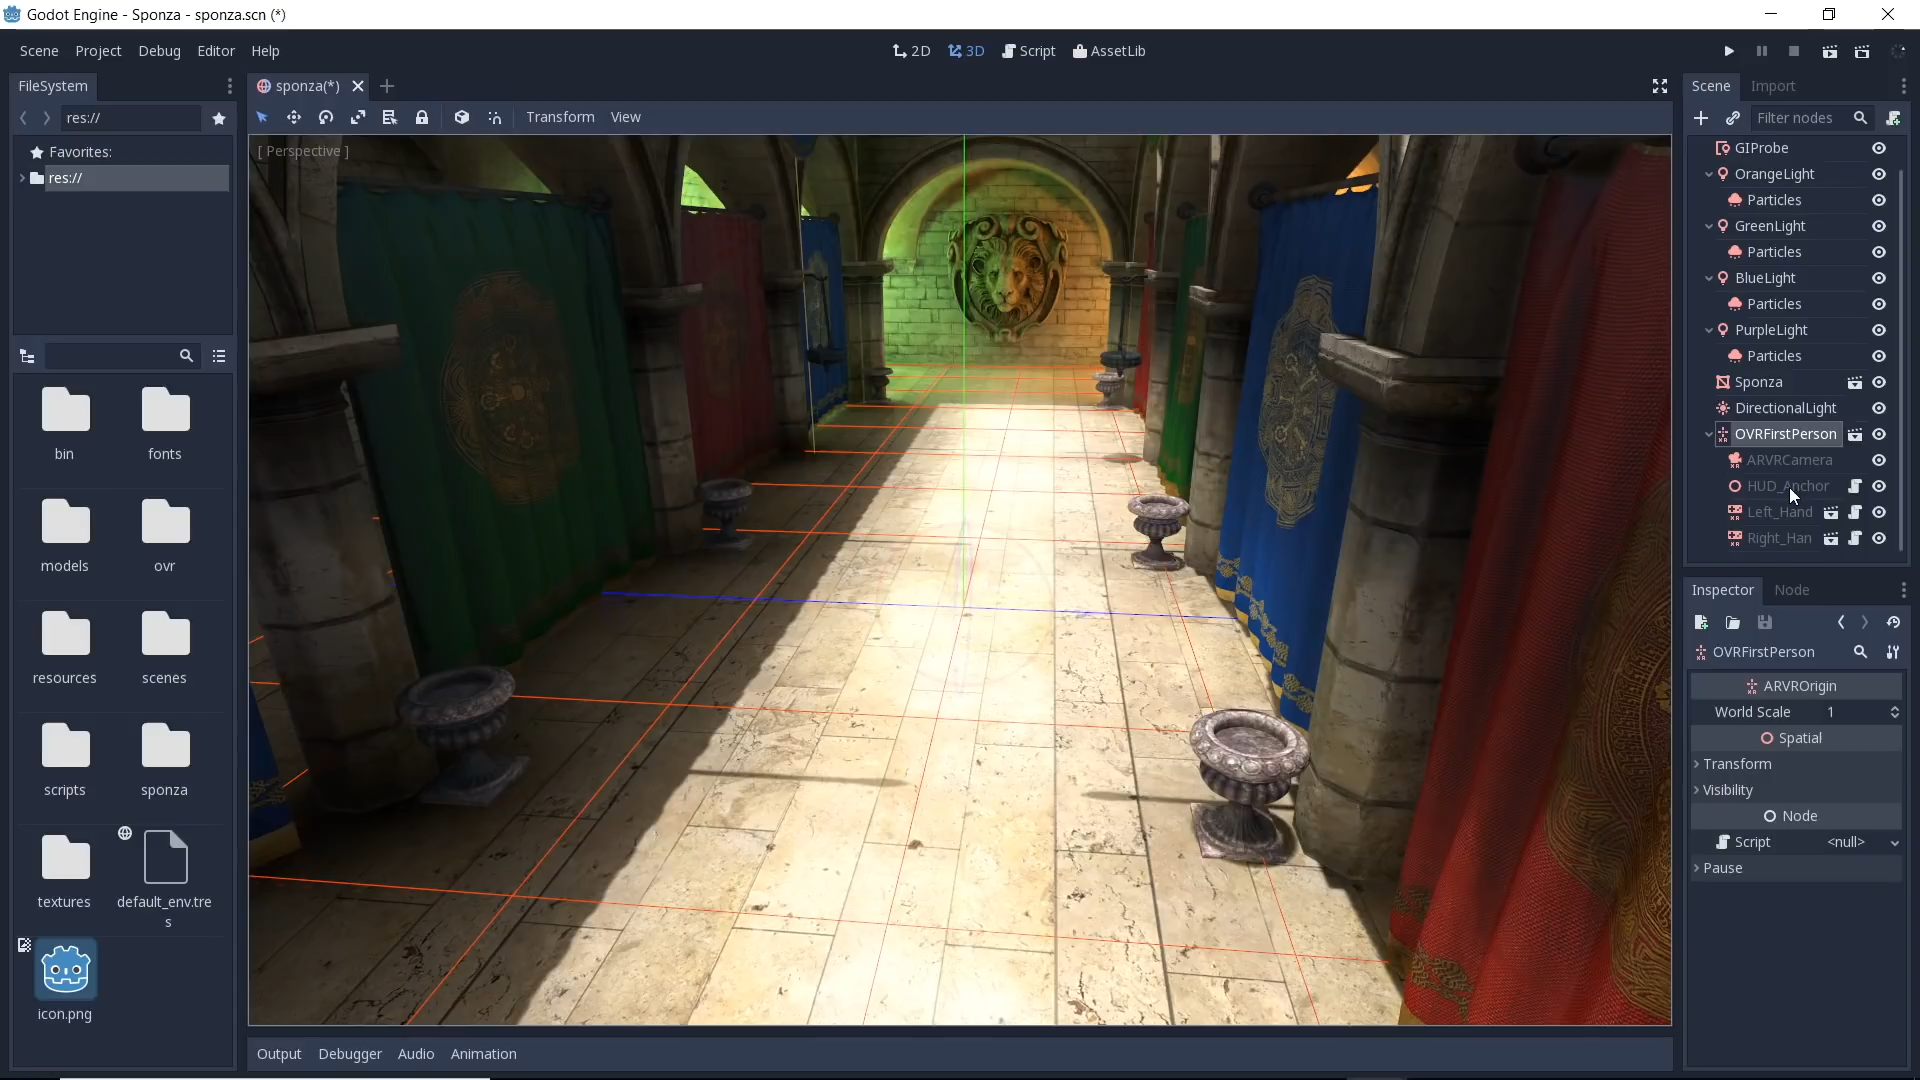 Godot Engine - Sponza - sponza.scn (*)
Scene Project Debug Editor Help
2D 3D Script AssetLib
FileSystem
sponza(*)
Scene Import
res://
Transform View
Filter nodes
[ Perspective ]
Favorites:
res://
GIProbe
OrangeLight
Particles
GreenLight
Particles
BlueLight
Particles
PurpleLight
Particles
Sponza
DirectionalLight
OVRFirstPerson
ARVRCamera
HUD_Anchor
Left_Hand
Right_Han
bin fonts
models ovr
resources scenes
scripts sponza
textures default_env.tre
s
icon.png
Inspector Node
OVRFirstPerson
ARVROrigin
World Scale 1
Spatial
Transform
Visibility
Node
Script <null>
Pause
Output Debugger Audio Animation